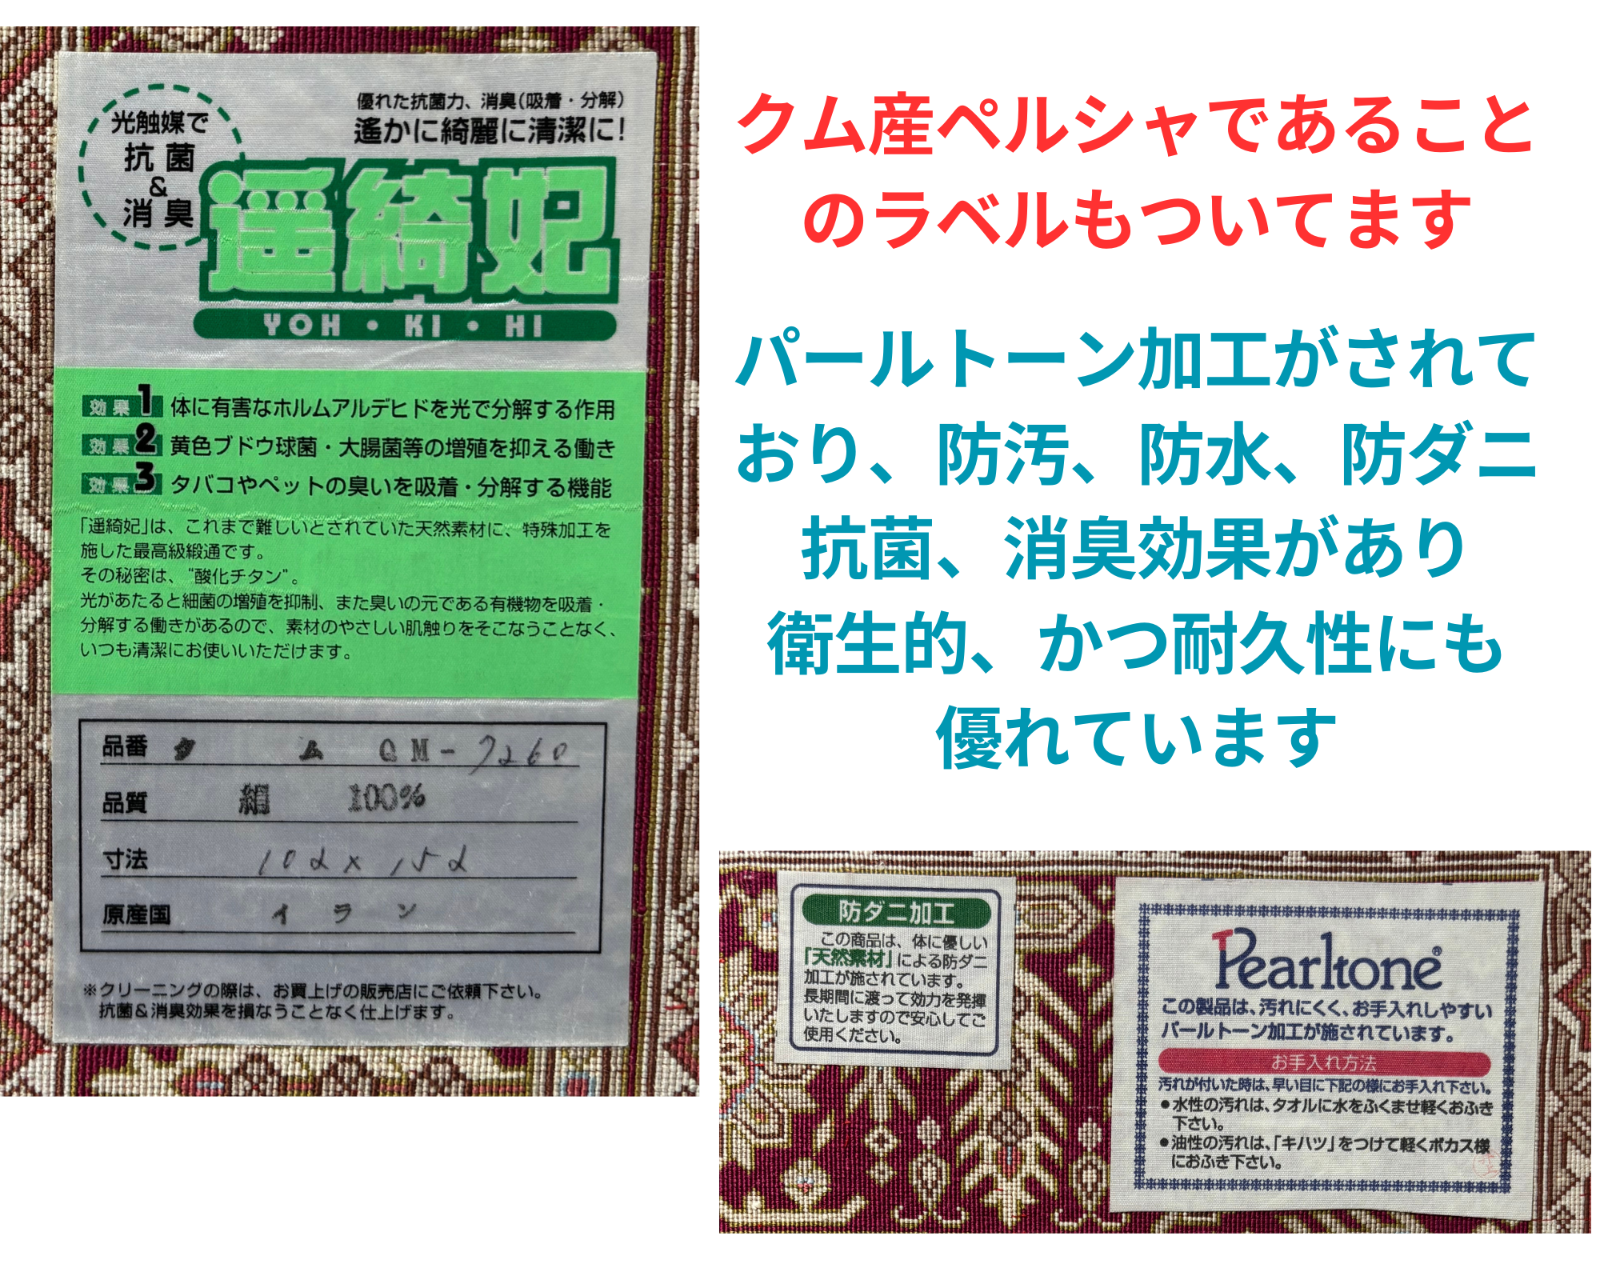 光触媒で
抗菌
&
消臭
優れた抗菌力、消臭(吸着・分解)
遙かに綺麗に清潔に!
遥綺妃
YOH・KI・HI
効果1 体に有害なホルムアルデヒドを光で分解する作用
効果2 黄色ブドウ球菌・大腸菌等の増殖を抑える働き
効果3 タバコやペットの臭いを吸着・分解する機能
「遥綺妃」は、これまで難しいとされていた天然素材に、特殊加工を
施した最高級緞通です。
その秘密は、"酸化チタン"。
光があたると細菌の増殖を抑制、また臭いの元である有機物を吸着・
分解する働きがあるので、素材のやさしい肌触りをそこなうことなく、
いつも清潔にお使いいただけます。
品番 クム QM-7260
品質 絹 100%
寸法 102×152
原産国 イラン
※クリーニングの際は、お買上げの販売店にご依頼下さい。
抗菌&消臭効果を損なうことなく仕上げます。
クム産ペルシャであること
のラベルもついてます
パールトーン加工がされて
おり、防汚、防水、防ダニ
抗菌、消臭効果があり
衛生的、かつ耐久性にも
優れています
防ダニ加工
この商品は、体に優しい
「天然素材」による防ダニ
加工が施されています。
長期間に渡って効力を発揮
いたしますので安心してご
使用ください。
Pearltone®
この製品は、汚れにくく、お手入れしやすい
パールトーン加工が施されています。
お手入れ方法
汚れが付いた時は、早い目に下記の様にお手入れ下さい。
●水性の汚れは、タオルに水をふくませ軽くおふき
下さい。
●油性の汚れは、「キハツ」をつけて軽くボカス様
におふき下さい。